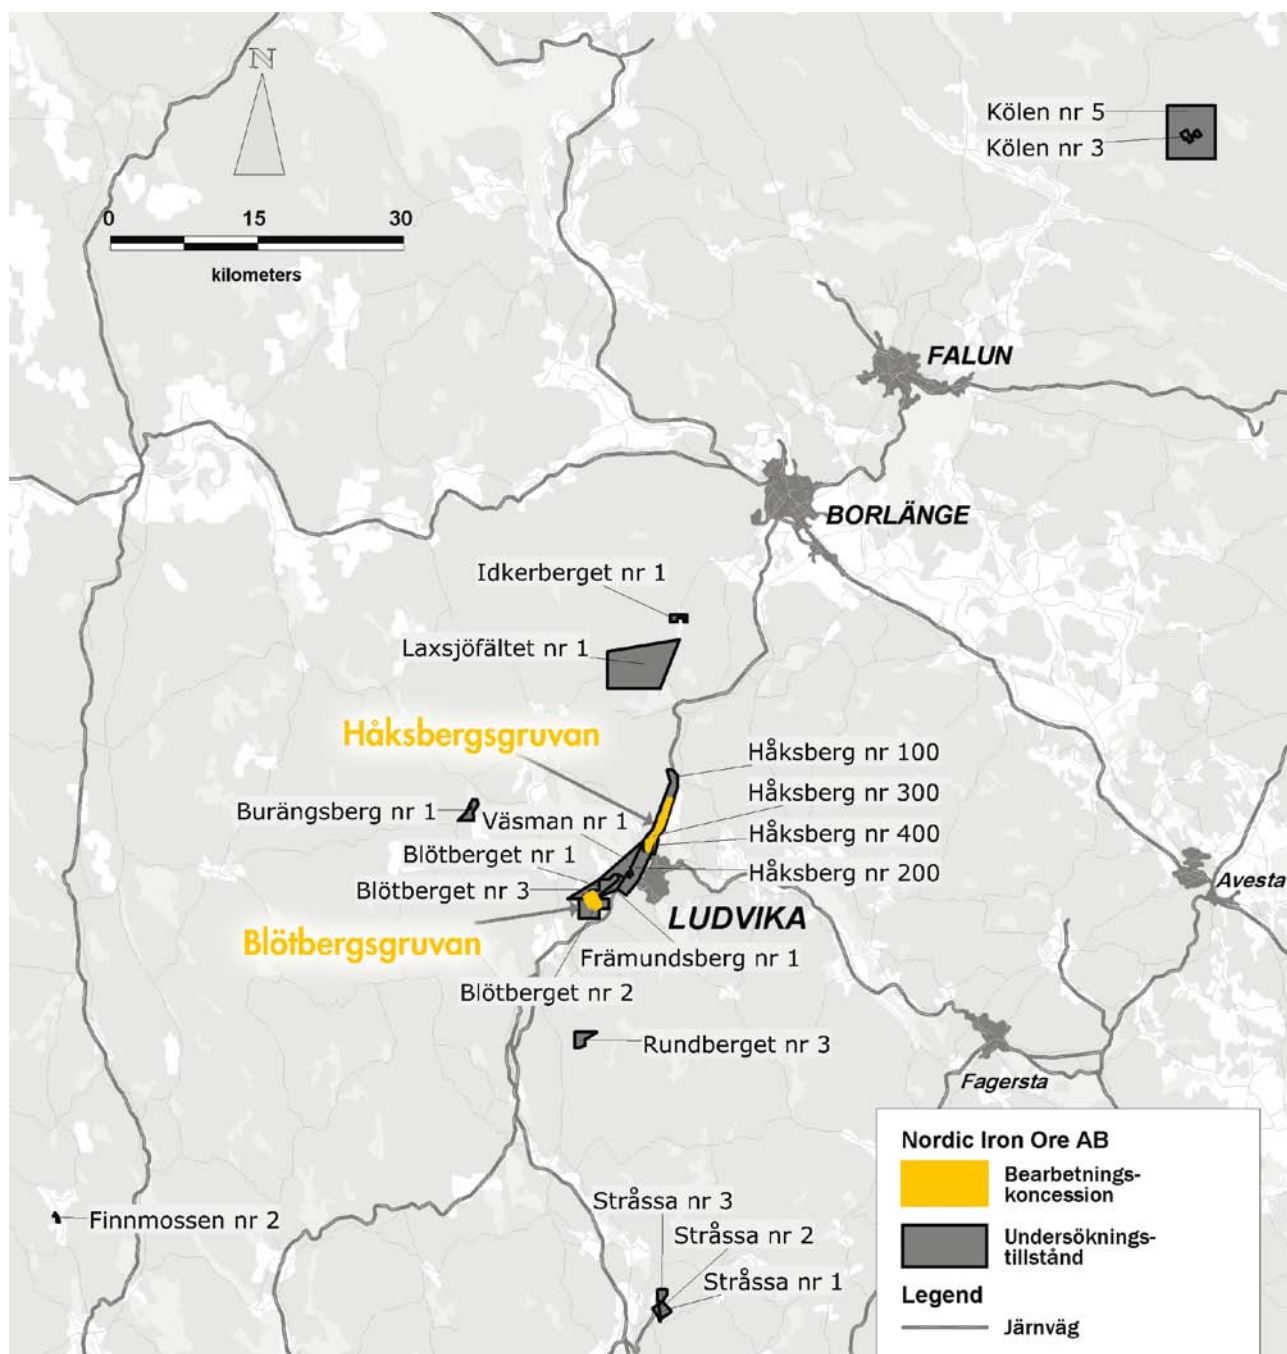 N
Kölen nr 5
Kölen nr 3
0 15 30
kilometers
FALUN
BORLÄNGE
Idkerberget nr 1
Laxsjöfältet nr 1
Håksbergsgruvan
Håksberg nr 100
Håksberg nr 300
Burängsberg nr 1
Väsman nr 1
Håksberg nr 400
Blötberget nr 1
Håksberg nr 200
Blötberget nr 3
Avesta
LUDVIKA
Blötbergsgruvan
Främundsberg nr 1
Blötberget nr 2
Rundberget nr 3
Fagersta
Finnmossen nr 2
Stråssa nr 3
Stråssa nr 2
Stråssa nr 1
Nordic Iron Ore AB
Bearbetnings-
koncession
Undersöknings-
tillstånd
Legend
Järnväg